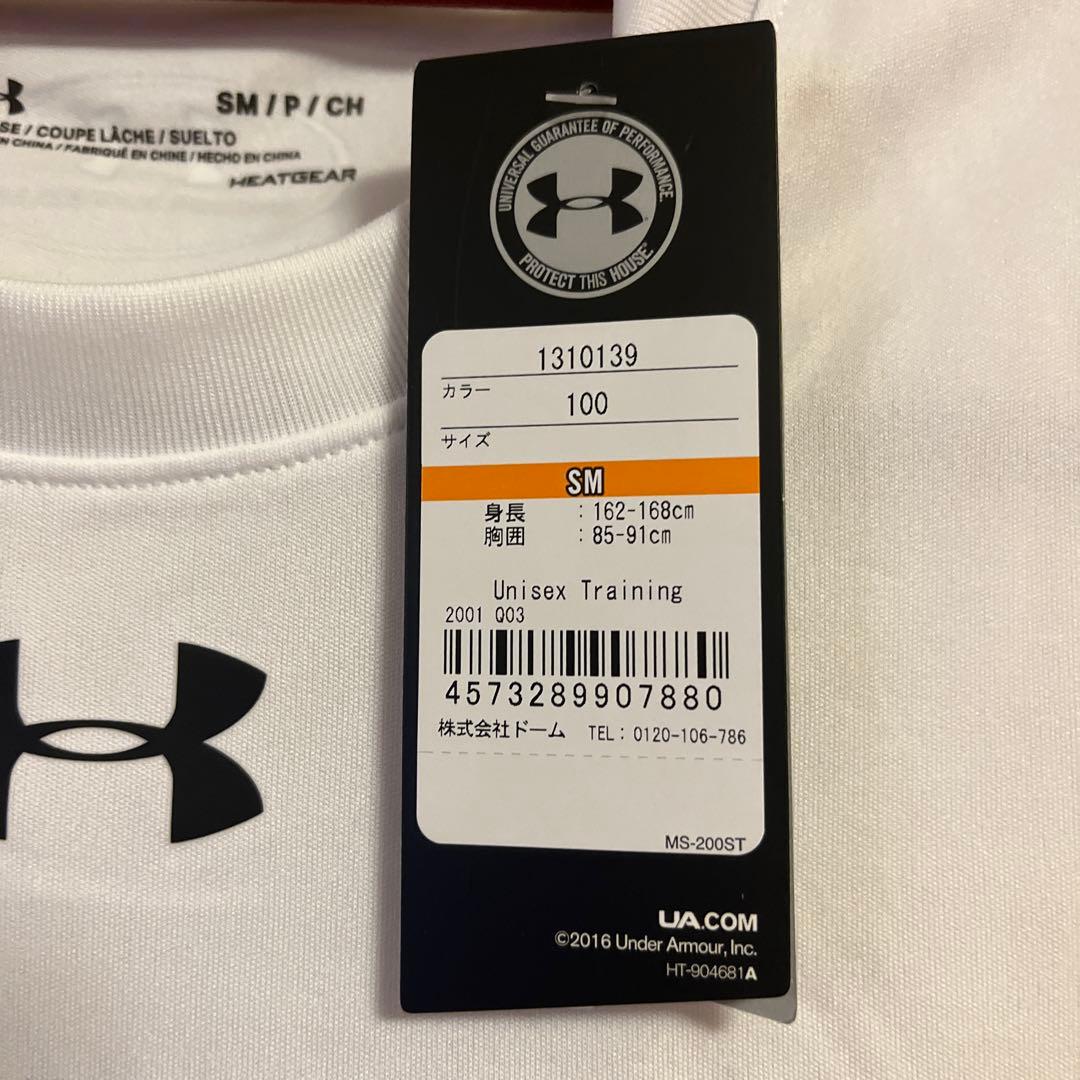 SM / P / CH
SE / COUPE LÂCHE / SUELTO
N CHINA / FABRIQUÉ EN CHINE / HECHO EN CHINA
HEATGEAR
UNIVERSAL GUARANTEE OF PERFORMANCE.
PROTECT THIS HOUSE.
1310139
カラー
100
サイズ
SM
身長 : 162-168cm
胸囲 : 85-91cm
Unisex Training
2001 Q03
4573289907880
株式会社ドーム TEL: 0120-106-786
MS-200ST
UA.COM
©2016 Under Armour, Inc.
HT-904681A